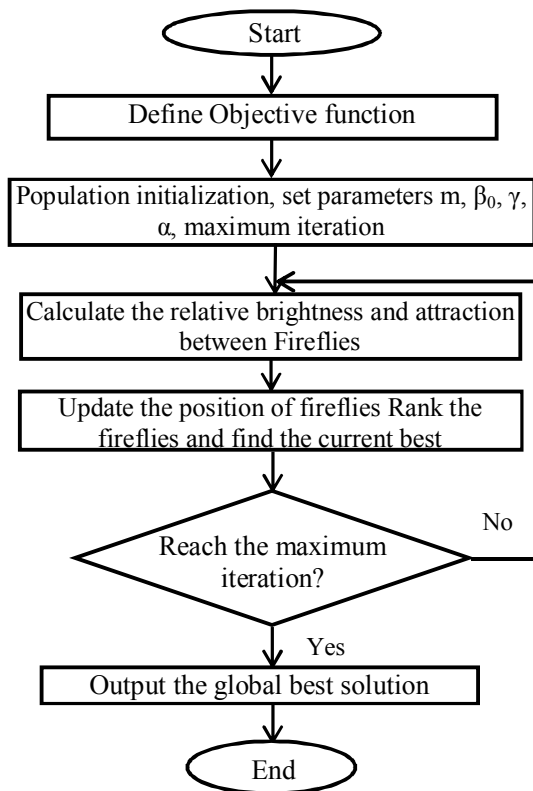 Start
Define Objective function
Population initialization, set parameters m, β₀, γ,
α, maximum iteration
Calculate the relative brightness and attraction
between Fireflies
Update the position of fireflies Rank the
fireflies and find the current best
Reach the maximum
iteration?
No
Yes
Output the global best solution
End